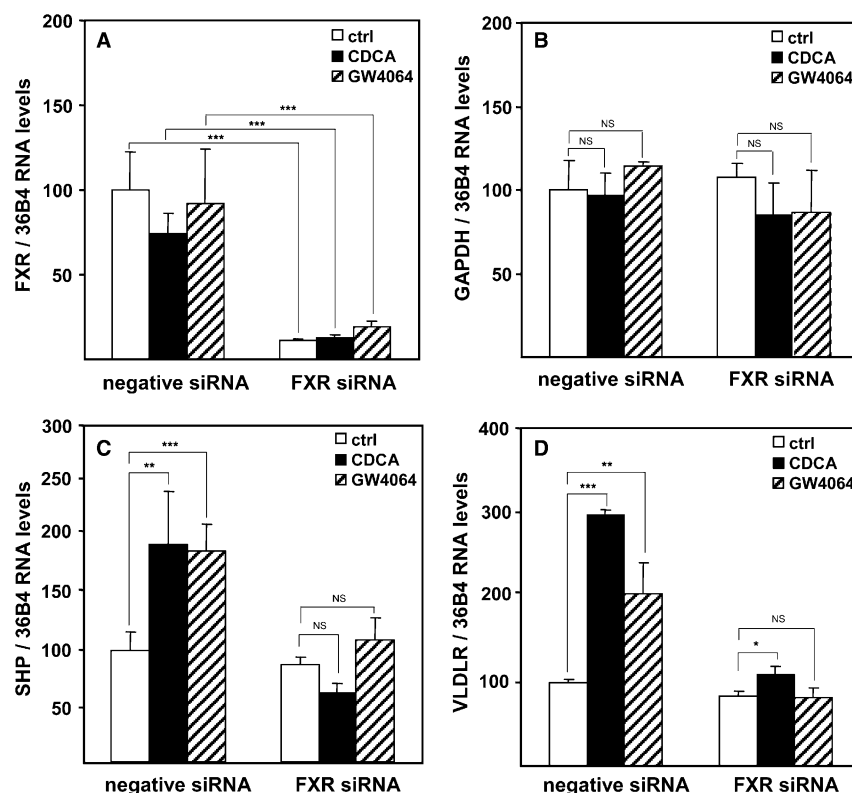 A
FXR / 36B4 RNA levels
200
150
100
50
ctrl
CDCA
GW4064
***
***
***
negative siRNA FXR siRNA
B
GAPDH / 36B4 RNA levels
200
150
100
50
ctrl
CDCA
GW4064
NS
NS
NS
NS
negative siRNA FXR siRNA
C
SHP / 36B4 RNA levels
300
250
200
150
100
50
ctrl
CDCA
GW4064
***
**
NS
NS
negative siRNA FXR siRNA
D
VLDLR / 36B4 RNA levels
400
300
200
100
ctrl
CDCA
GW4064
**
***
NS
*
negative siRNA FXR siRNA